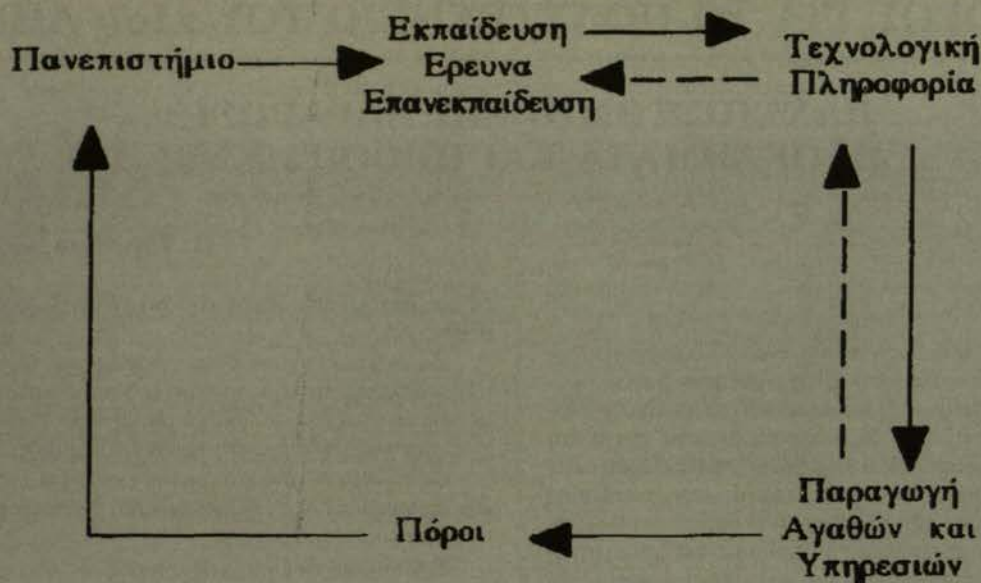 Πανεπιστήμιο
Εκπαίδευση
Ερευνα
Επανεκπαίδευση
Τεχνολογική
Πληροφορία
Παραγωγή
Αγαθών και
Υπηρεσιών
Πόροι